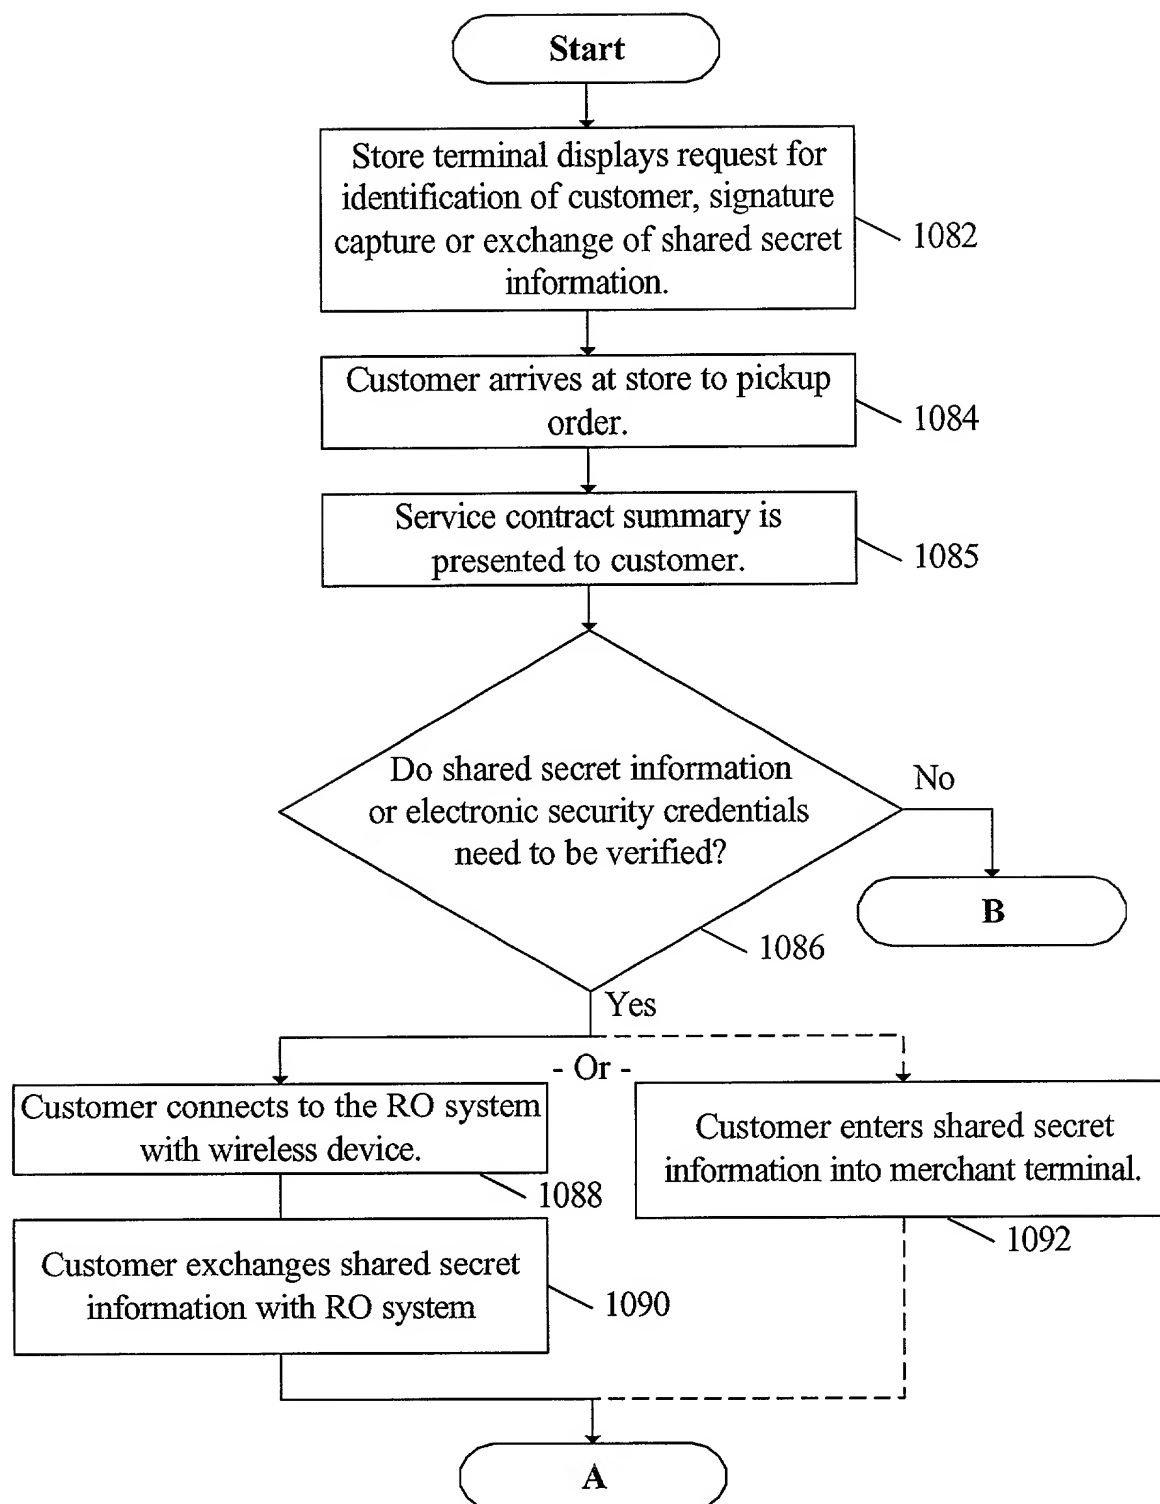 Start
Store terminal displays request for
identification of customer, signature
capture or exchange of shared secret
information.
1082
Customer arrives at store to pickup
order.
1084
Service contract summary is
presented to customer.
1085
Do shared secret information
or electronic security credentials
need to be verified?
No
B
1086
Yes
- Or -
Customer connects to the RO system
with wireless device.
1088
Customer enters shared secret
information into merchant terminal.
1092
Customer exchanges shared secret
information with RO system
1090
A